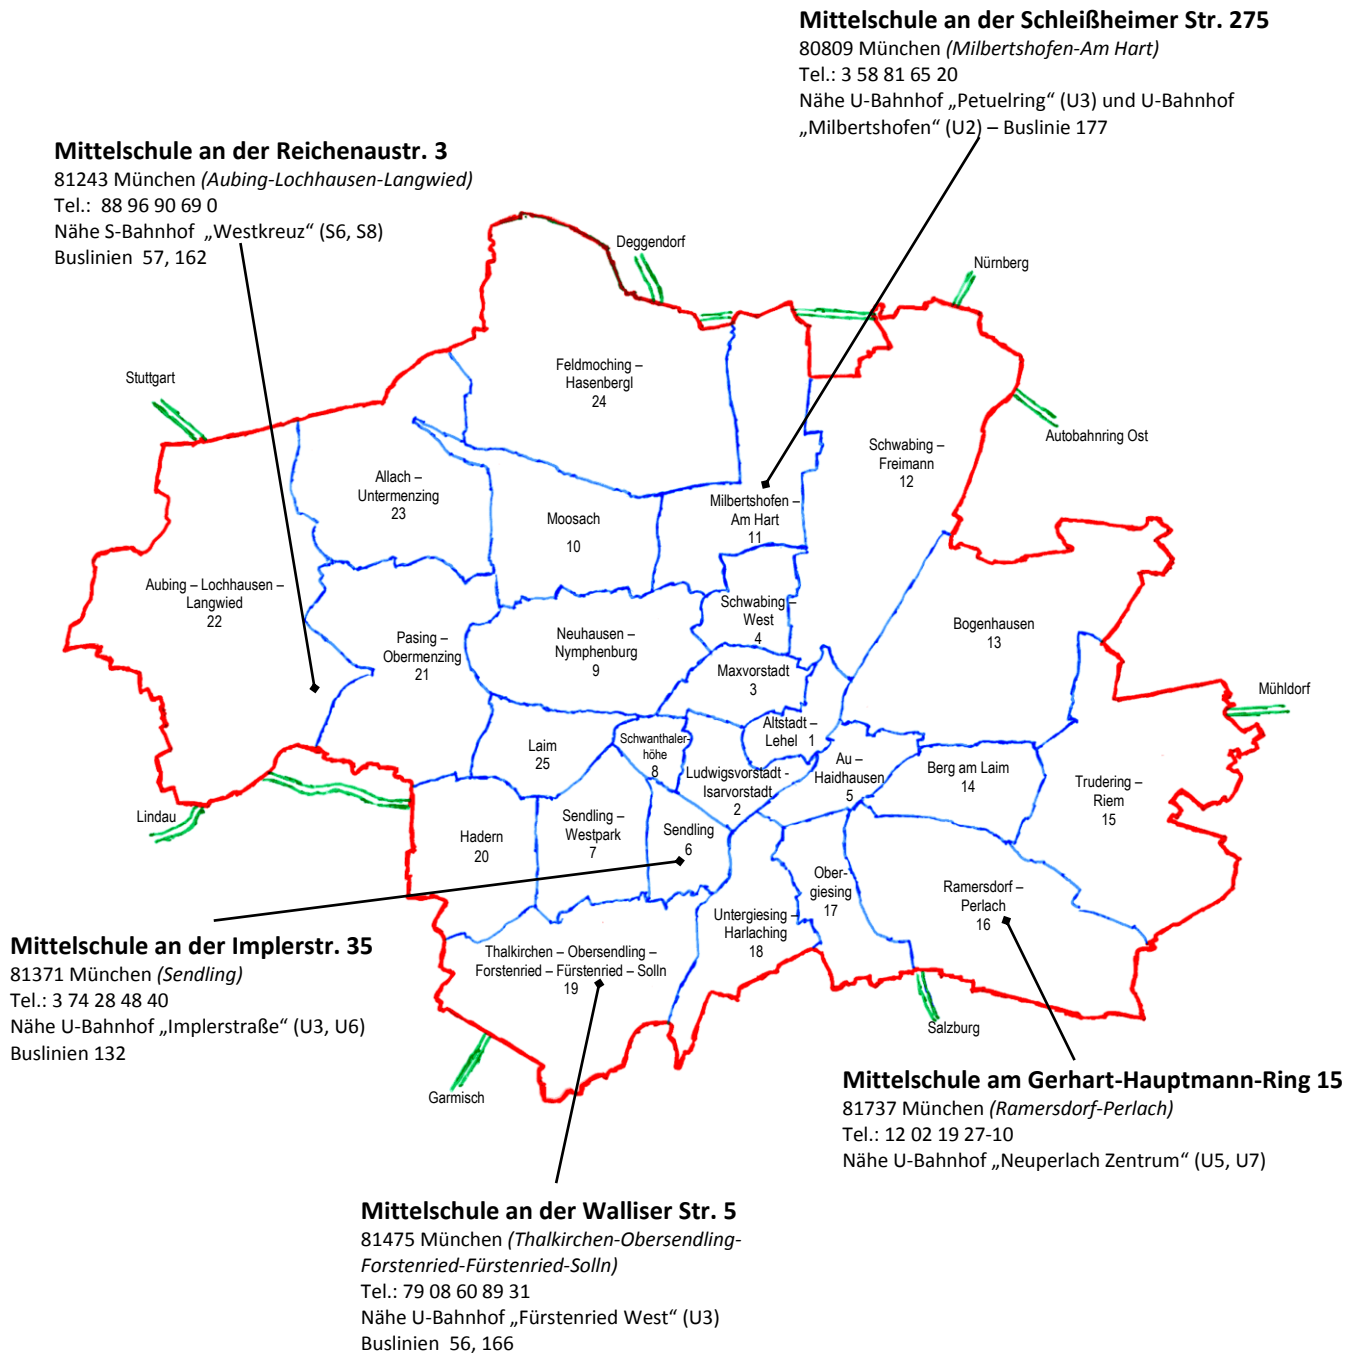 Mittelschule an der Schleißheimer Str. 275
80809 München (Milbertshofen-Am Hart)
Tel.: 3 58 81 65 20
Nähe U-Bahnhof „Petuelring“ (U3) und U-Bahnhof
„Milbertshofen“ (U2) – Buslinie 177
Mittelschule an der Reichenaustr. 3
81243 München (Aubing-Lochhausen-Langwied)
Tel.:  88 96 90 69 0
Nähe S-Bahnhof  „Westkreuz“ (S6, S8)
Buslinien  57, 162
Deggendorf
Nürnberg
Stuttgart
Autobahnring Ost
Feldmoching –
Hasenbergl
24
Schwabing –
Freimann
12
Allach –
Untermenzing
23
Moosach
10
Milbertshofen –
Am Hart
11
Aubing – Lochhausen –
Langwied
22
Pasing –
Obermenzing
21
Neuhausen –
Nymphenburg
9
Schwabing –
West
4
Bogenhausen
13
Maxvorstadt
3
Mühldorf
Altstadt –
Lehel 1
Laim
25
Schwanthaler-
höhe
8
Ludwigsvorstadt -
Isarvorstadt
2
Au –
Haidhausen
5
Berg am Laim
14
Trudering –
Riem
15
Lindau
Hadern
20
Sendling –
Westpark
7
Sendling
6
Ober-
giesing
17
Ramersdorf –
Perlach
16
Untergiesing –
Harlaching
18
Thalkirchen – Obersendling –
Forstenried – Fürstenried – Solln
19
Salzburg
Garmisch
Mittelschule an der Implerstr. 35
81371 München (Sendling)
Tel.: 3 74 28 48 40
Nähe U-Bahnhof „Implerstraße“ (U3, U6)
Buslinien 132
Mittelschule am Gerhart-Hauptmann-Ring 15
81737 München (Ramersdorf-Perlach)
Tel.: 12 02 19 27-10
Nähe U-Bahnhof „Neuperlach Zentrum“ (U5, U7)
Mittelschule an der Walliser Str. 5
81475 München (Thalkirchen-Obersendling-
Forstenried-Fürstenried-Solln)
Tel.: 79 08 60 89 31
Nähe U-Bahnhof „Fürstenried West“ (U3)
Buslinien  56, 166